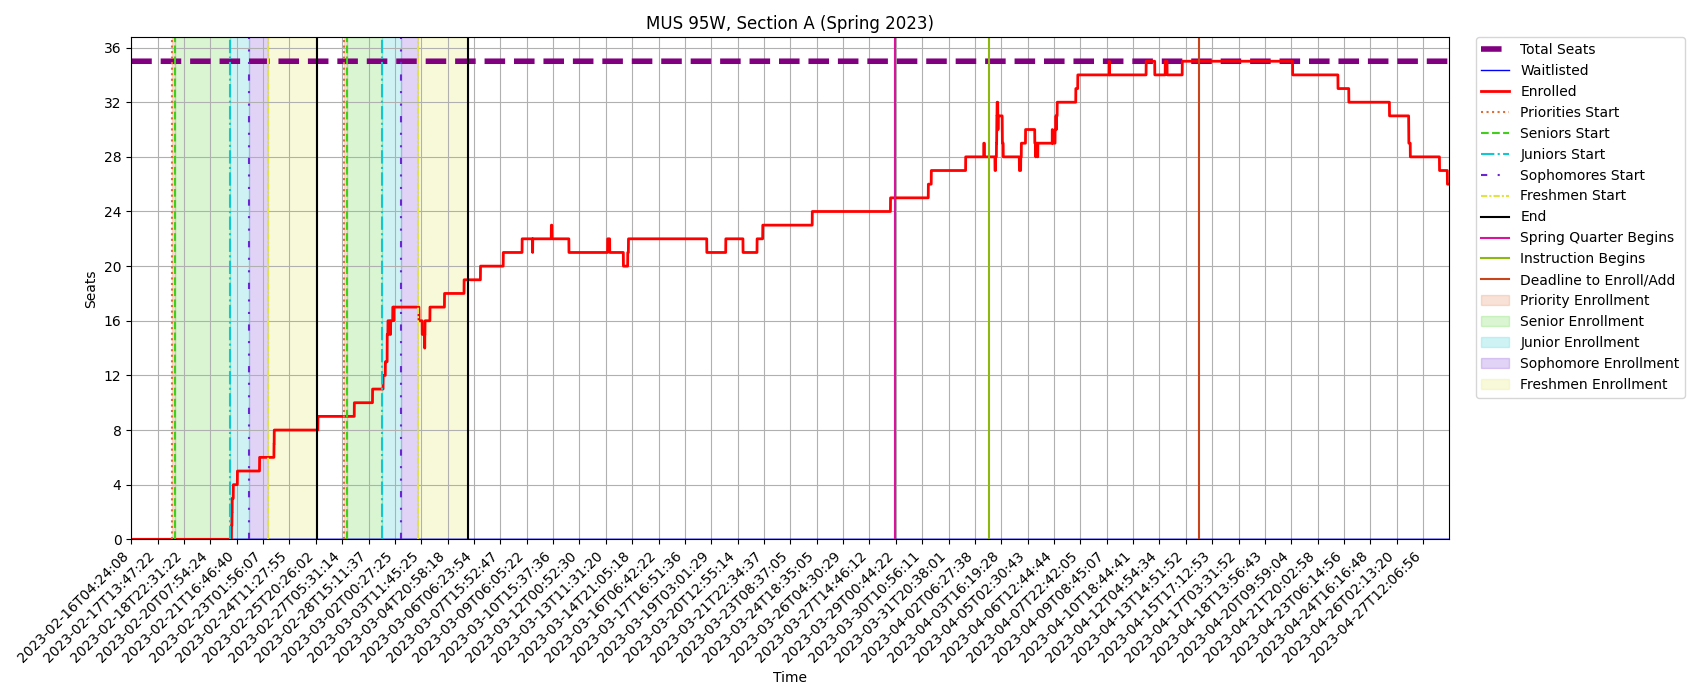 MUS 95W, Section A (Spring 2023)
36
32
28
24
20
16
12
8
4
0
Seats
2023-02-16T04:24:08
2023-02-17T13:47:22
2023-02-18T22:31:22
2023-02-20T07:54:24
2023-02-21T16:46:40
2023-02-23T01:56:07
2023-02-24T11:27:55
2023-02-25T20:26:02
2023-02-27T05:31:14
2023-02-28T15:11:37
2023-03-02T00:27:25
2023-03-03T11:45:25
2023-03-04T20:58:18
2023-03-06T06:23:54
2023-03-07T15:52:47
2023-03-09T06:05:22
2023-03-10T15:37:36
2023-03-12T00:52:30
2023-03-13T11:31:20
2023-03-14T21:05:18
2023-03-16T06:42:22
2023-03-17T16:51:36
2023-03-19T03:01:29
2023-03-20T12:55:14
2023-03-21T22:34:37
2023-03-23T08:37:05
2023-03-24T18:35:05
2023-03-26T04:30:29
2023-03-27T14:46:12
2023-03-29T00:44:22
2023-03-30T10:56:11
2023-03-31T20:38:01
2023-04-02T06:27:38
2023-04-03T16:19:28
2023-04-05T02:30:43
2023-04-06T12:44:44
2023-04-07T22:42:05
2023-04-09T08:45:07
2023-04-10T18:44:41
2023-04-12T04:54:34
2023-04-13T14:51:52
2023-04-15T17:12:53
2023-04-17T03:31:52
2023-04-18T13:56:43
2023-04-20T09:59:04
2023-04-21T20:02:58
2023-04-23T06:14:56
2023-04-24T16:16:48
2023-04-26T02:13:20
2023-04-27T12:06:56
Time
Total Seats
Waitlisted
Enrolled
Priorities Start
Seniors Start
Juniors Start
Sophomores Start
Freshmen Start
End
Spring Quarter Begins
Instruction Begins
Deadline to Enroll/Add
Priority Enrollment
Senior Enrollment
Junior Enrollment
Sophomore Enrollment
Freshmen Enrollment